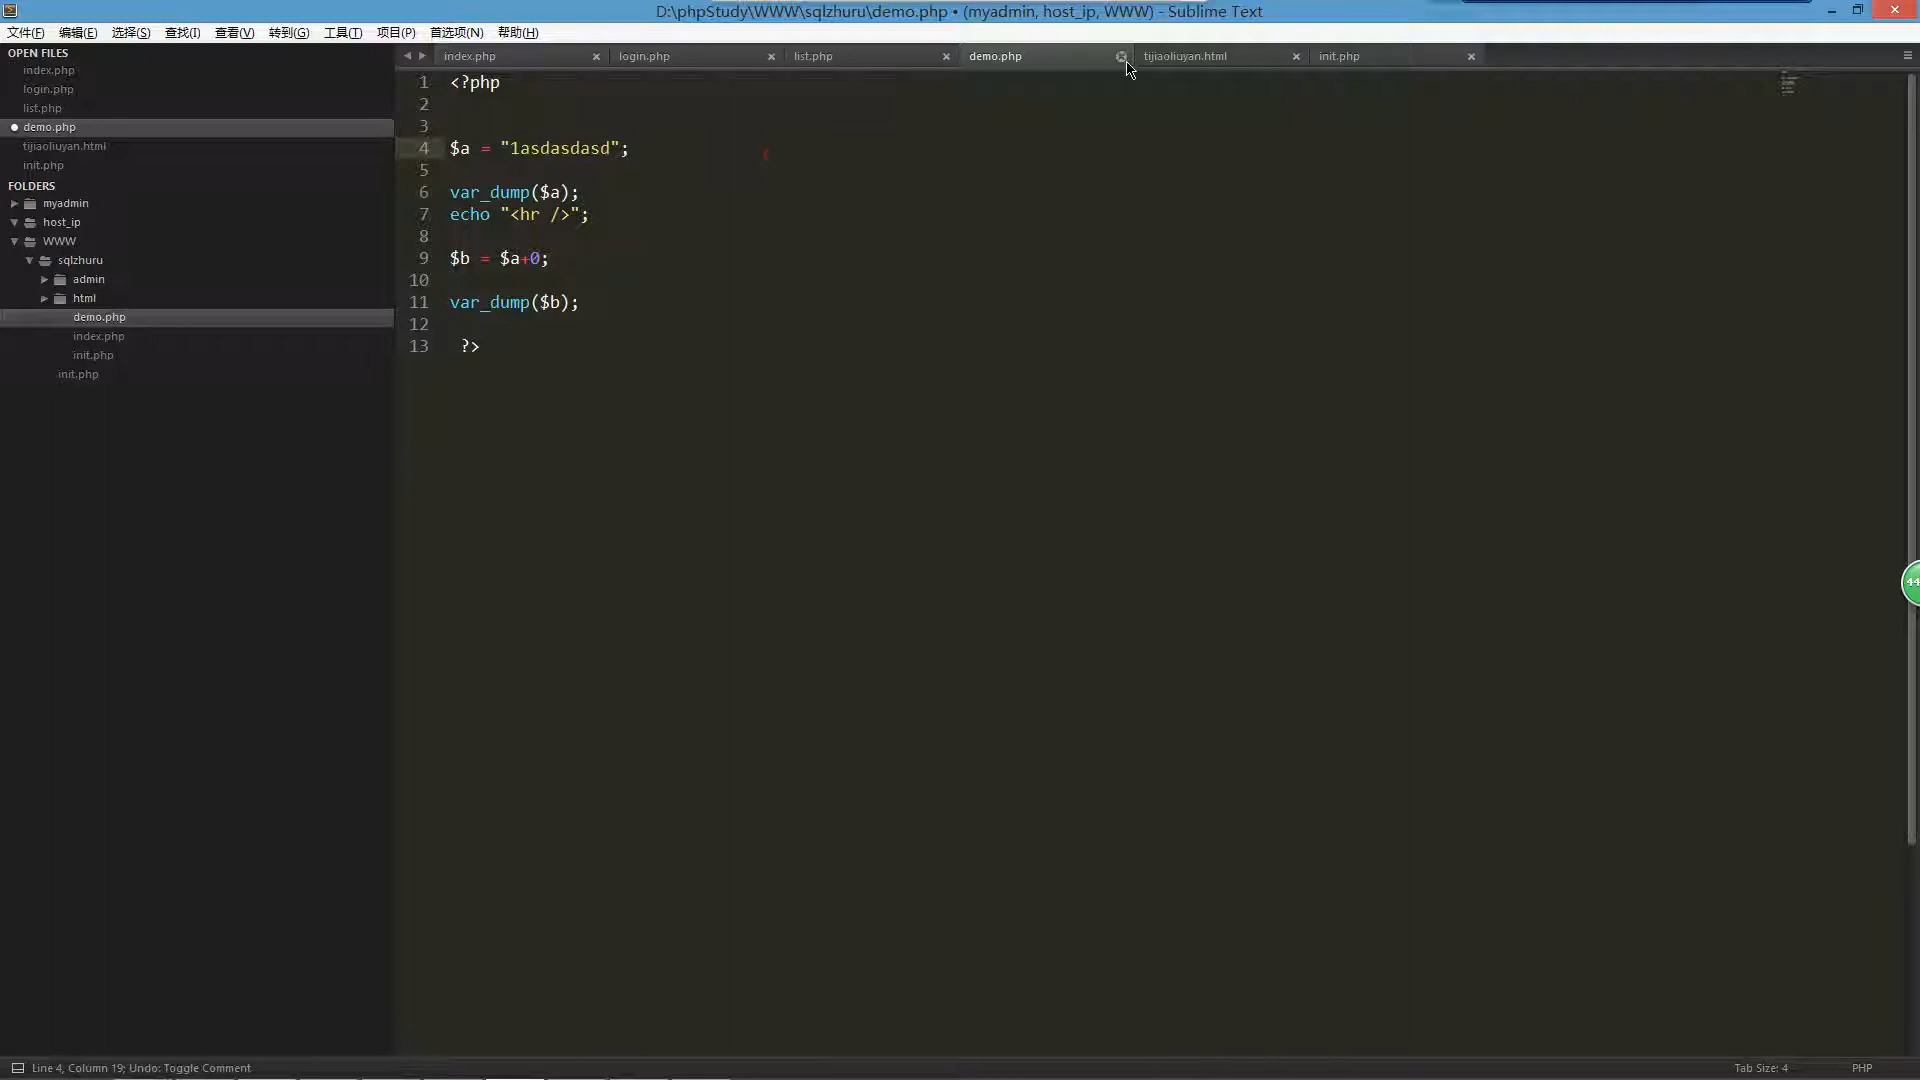 D:\phpStudy\WWW\sqlzhuru\demo.php • (myadmin, host_ip, WWW) - Sublime Text
文件(F) 编辑(E) 选择(S) 查找(I) 查看(V) 转到(G) 工具(T) 项目(P) 首选项(N) 帮助(H)
OPEN FILES
index.php
login.php
list.php
demo.php
tijiaoliuyan.html
init.php
FOLDERS
myadmin
host_ip
WWW
sqlzhuru
admin
html
demo.php
index.php
init.php
init.php
index.php login.php list.php demo.php tijiaoliuyan.html init.php
1 <?php
2
3
4 $a = "1asdasdasd";
5
6 var_dump($a);
7 echo "<hr />";
8
9 $b = $a+0;
10
11 var_dump($b);
12
13 ?>
44
Line 4, Column 19; Undo: Toggle Comment
Tab Size: 4
PHP